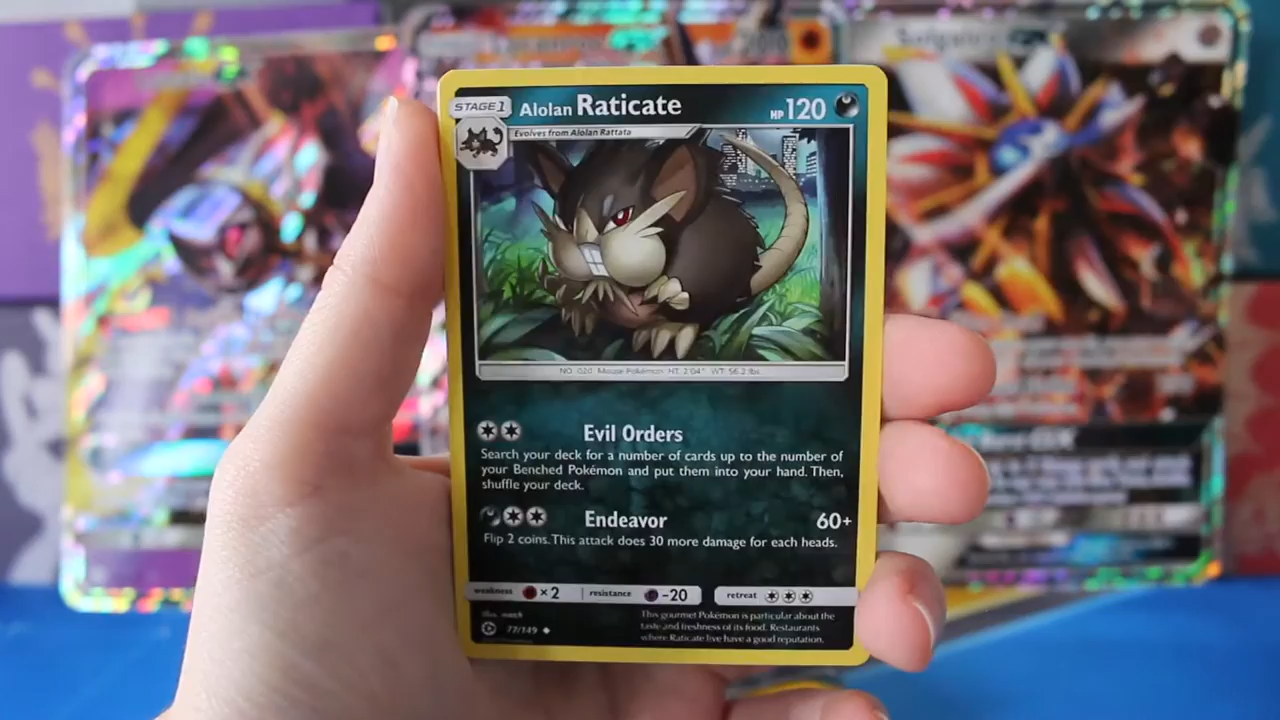 STAGE 1 Alolan Raticate HP 120
Evolves from Alolan Rattata
NO. 020 Mouse Pokémon HT: 2'04" WT: 56.2 lbs.
Evil Orders
Search your deck for a number of cards up to the number of
your Benched Pokémon and put them into your hand. Then,
shuffle your deck.
Endeavor 60+
Flip 2 coins. This attack does 30 more damage for each heads.
weakness ×2 resistance -20 retreat
77/149
This gourmet Pokémon is particular about the
taste and freshness of its food. Restaurants
where Raticate live have a good reputation.